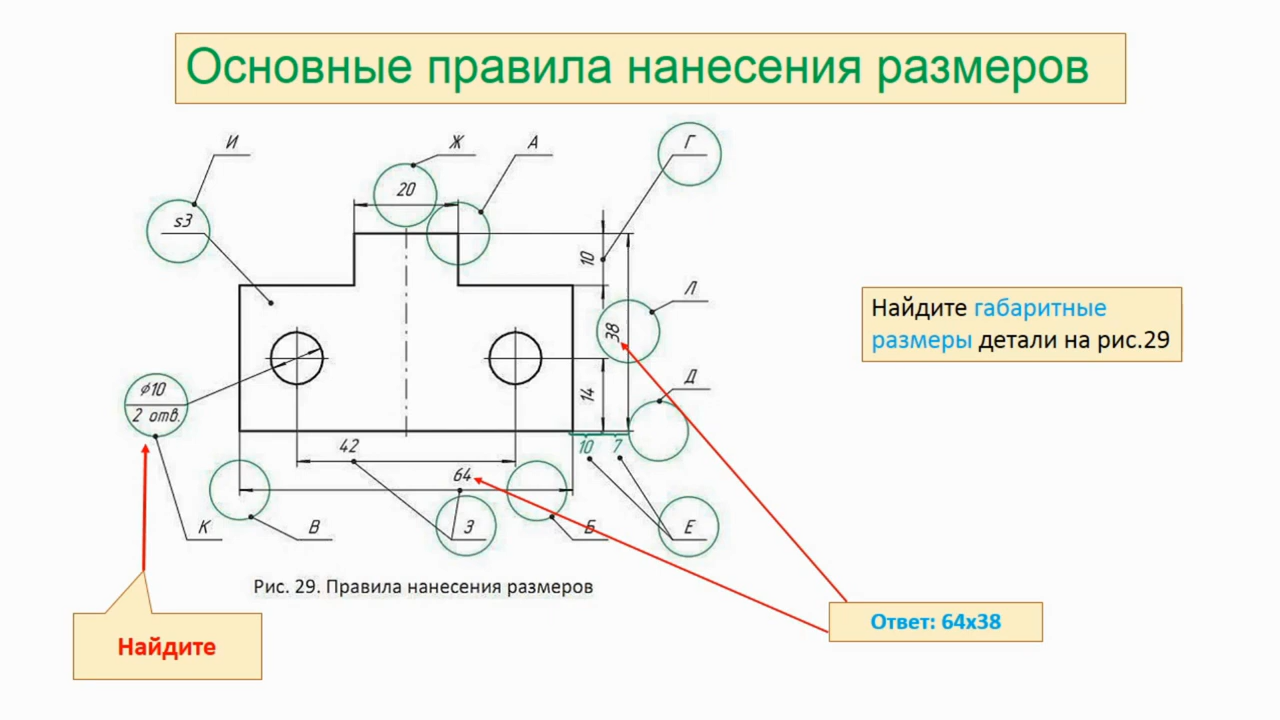 Основные правила нанесения размеров
И
Ж
А
Г
s3
20
10
Л
38
Найдите габаритные
размеры детали на рис.29
Д
14
⌀10
2 отв.
42
10
7
64
К
В
З
Б
Е
Рис. 29. Правила нанесения размеров
Ответ: 64х38
Найдите